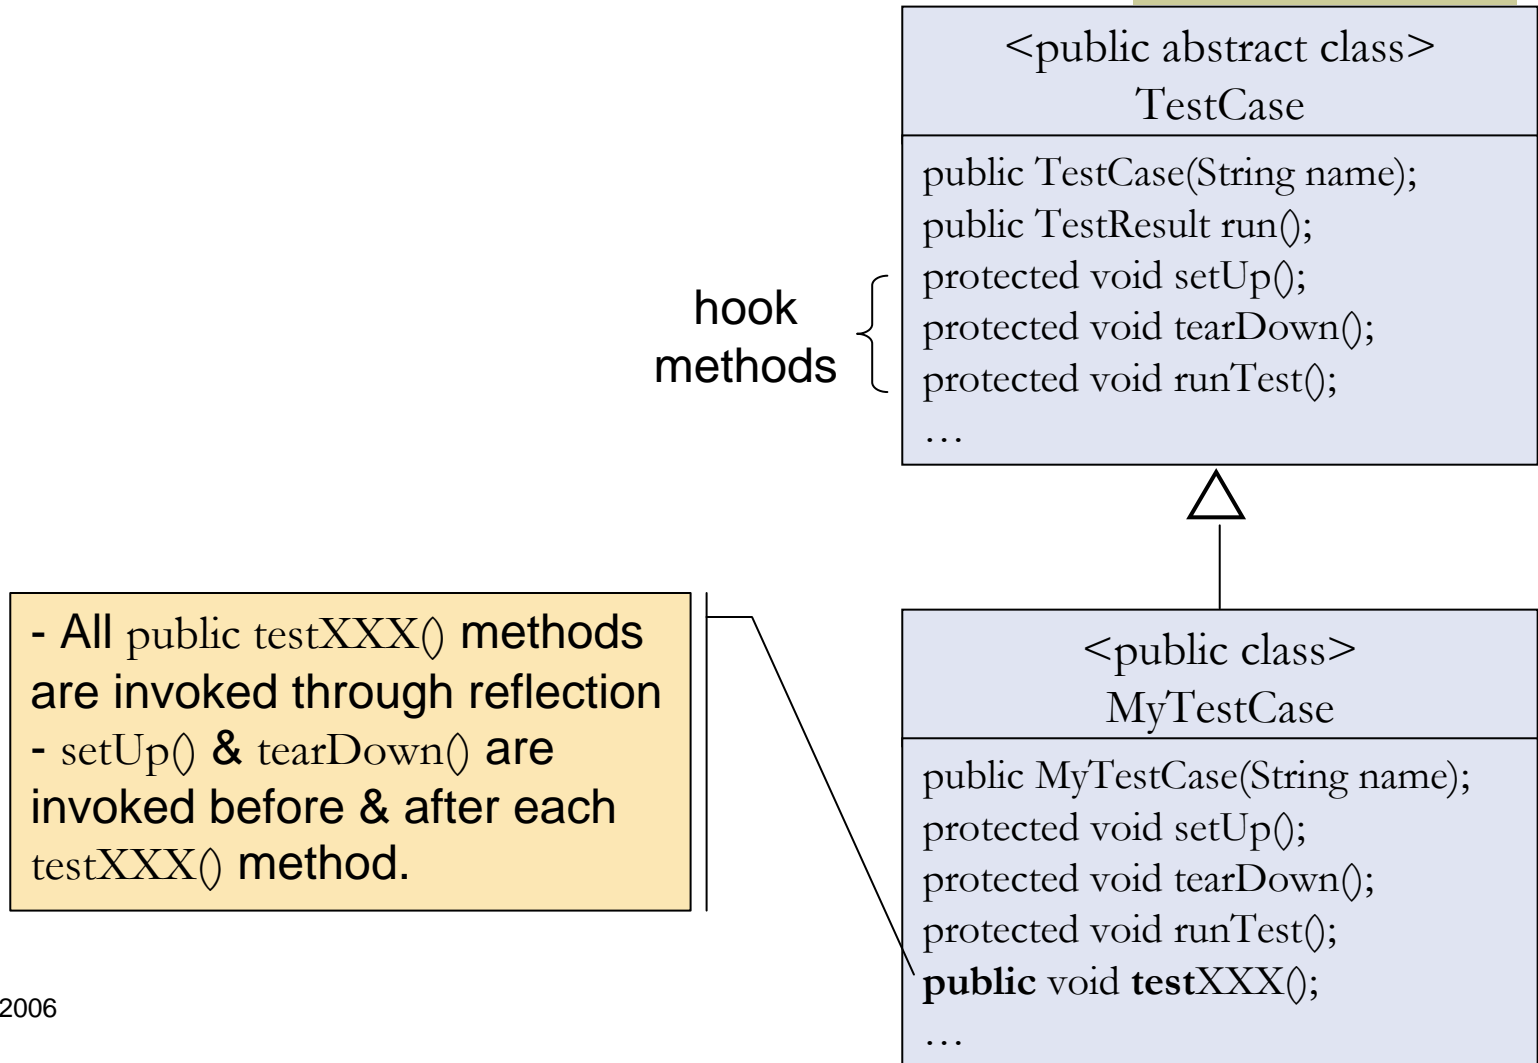 <public abstract class>
TestCase
public TestCase(String name);
public TestResult run();
protected void setUp();
protected void tearDown();
protected void runTest();
…
hook
methods
- All public testXXX() methods
are invoked through reflection
- setUp() & tearDown() are
invoked before & after each
testXXX() method.
<public class>
MyTestCase
public MyTestCase(String name);
protected void setUp();
protected void tearDown();
protected void runTest();
public void testXXX();
…
2006